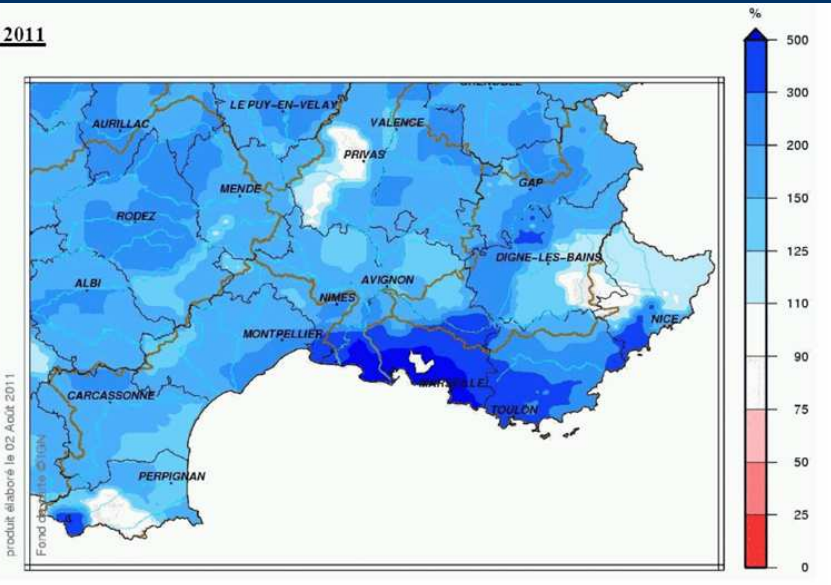 2011
%
500
300
200
150
125
110
90
75
50
25
0
GRENOBLE
LE PUY-EN-VELAY
AURILLAC
VALENCE
PRIVAS
MENDE
GAP
RODEZ
DIGNE-LES-BAINS
ALBI
AVIGNON
NIMES
NICE
MONTPELLIER
MARSEILLE
CARCASSONNE
TOULON
PERPIGNAN
produit élaboré le 02 Août 2011
Fond de carte ©IGN